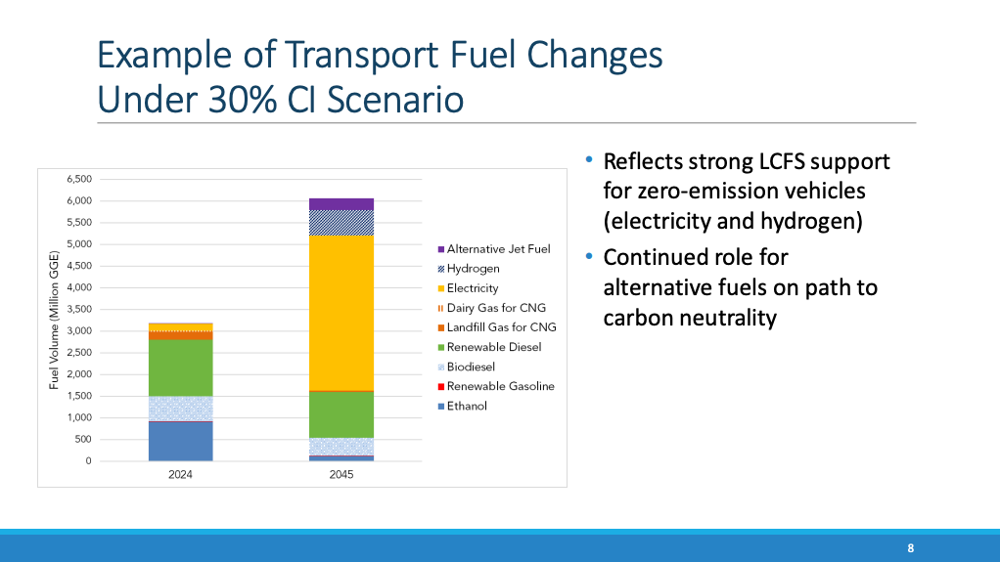 Example of Transport Fuel Changes
Under 30% CI Scenario
Fuel Volume (Million GGE)
6,500
6,000
5,500
5,000
4,500
4,000
3,500
3,000
2,500
2,000
1,500
1,000
500
0
2024
2045
Alternative Jet Fuel
Hydrogen
Electricity
Dairy Gas for CNG
Landfill Gas for CNG
Renewable Diesel
Biodiesel
Renewable Gasoline
Ethanol
• Reflects strong LCFS support
for zero-emission vehicles
(electricity and hydrogen)
• Continued role for
alternative fuels on path to
carbon neutrality
8